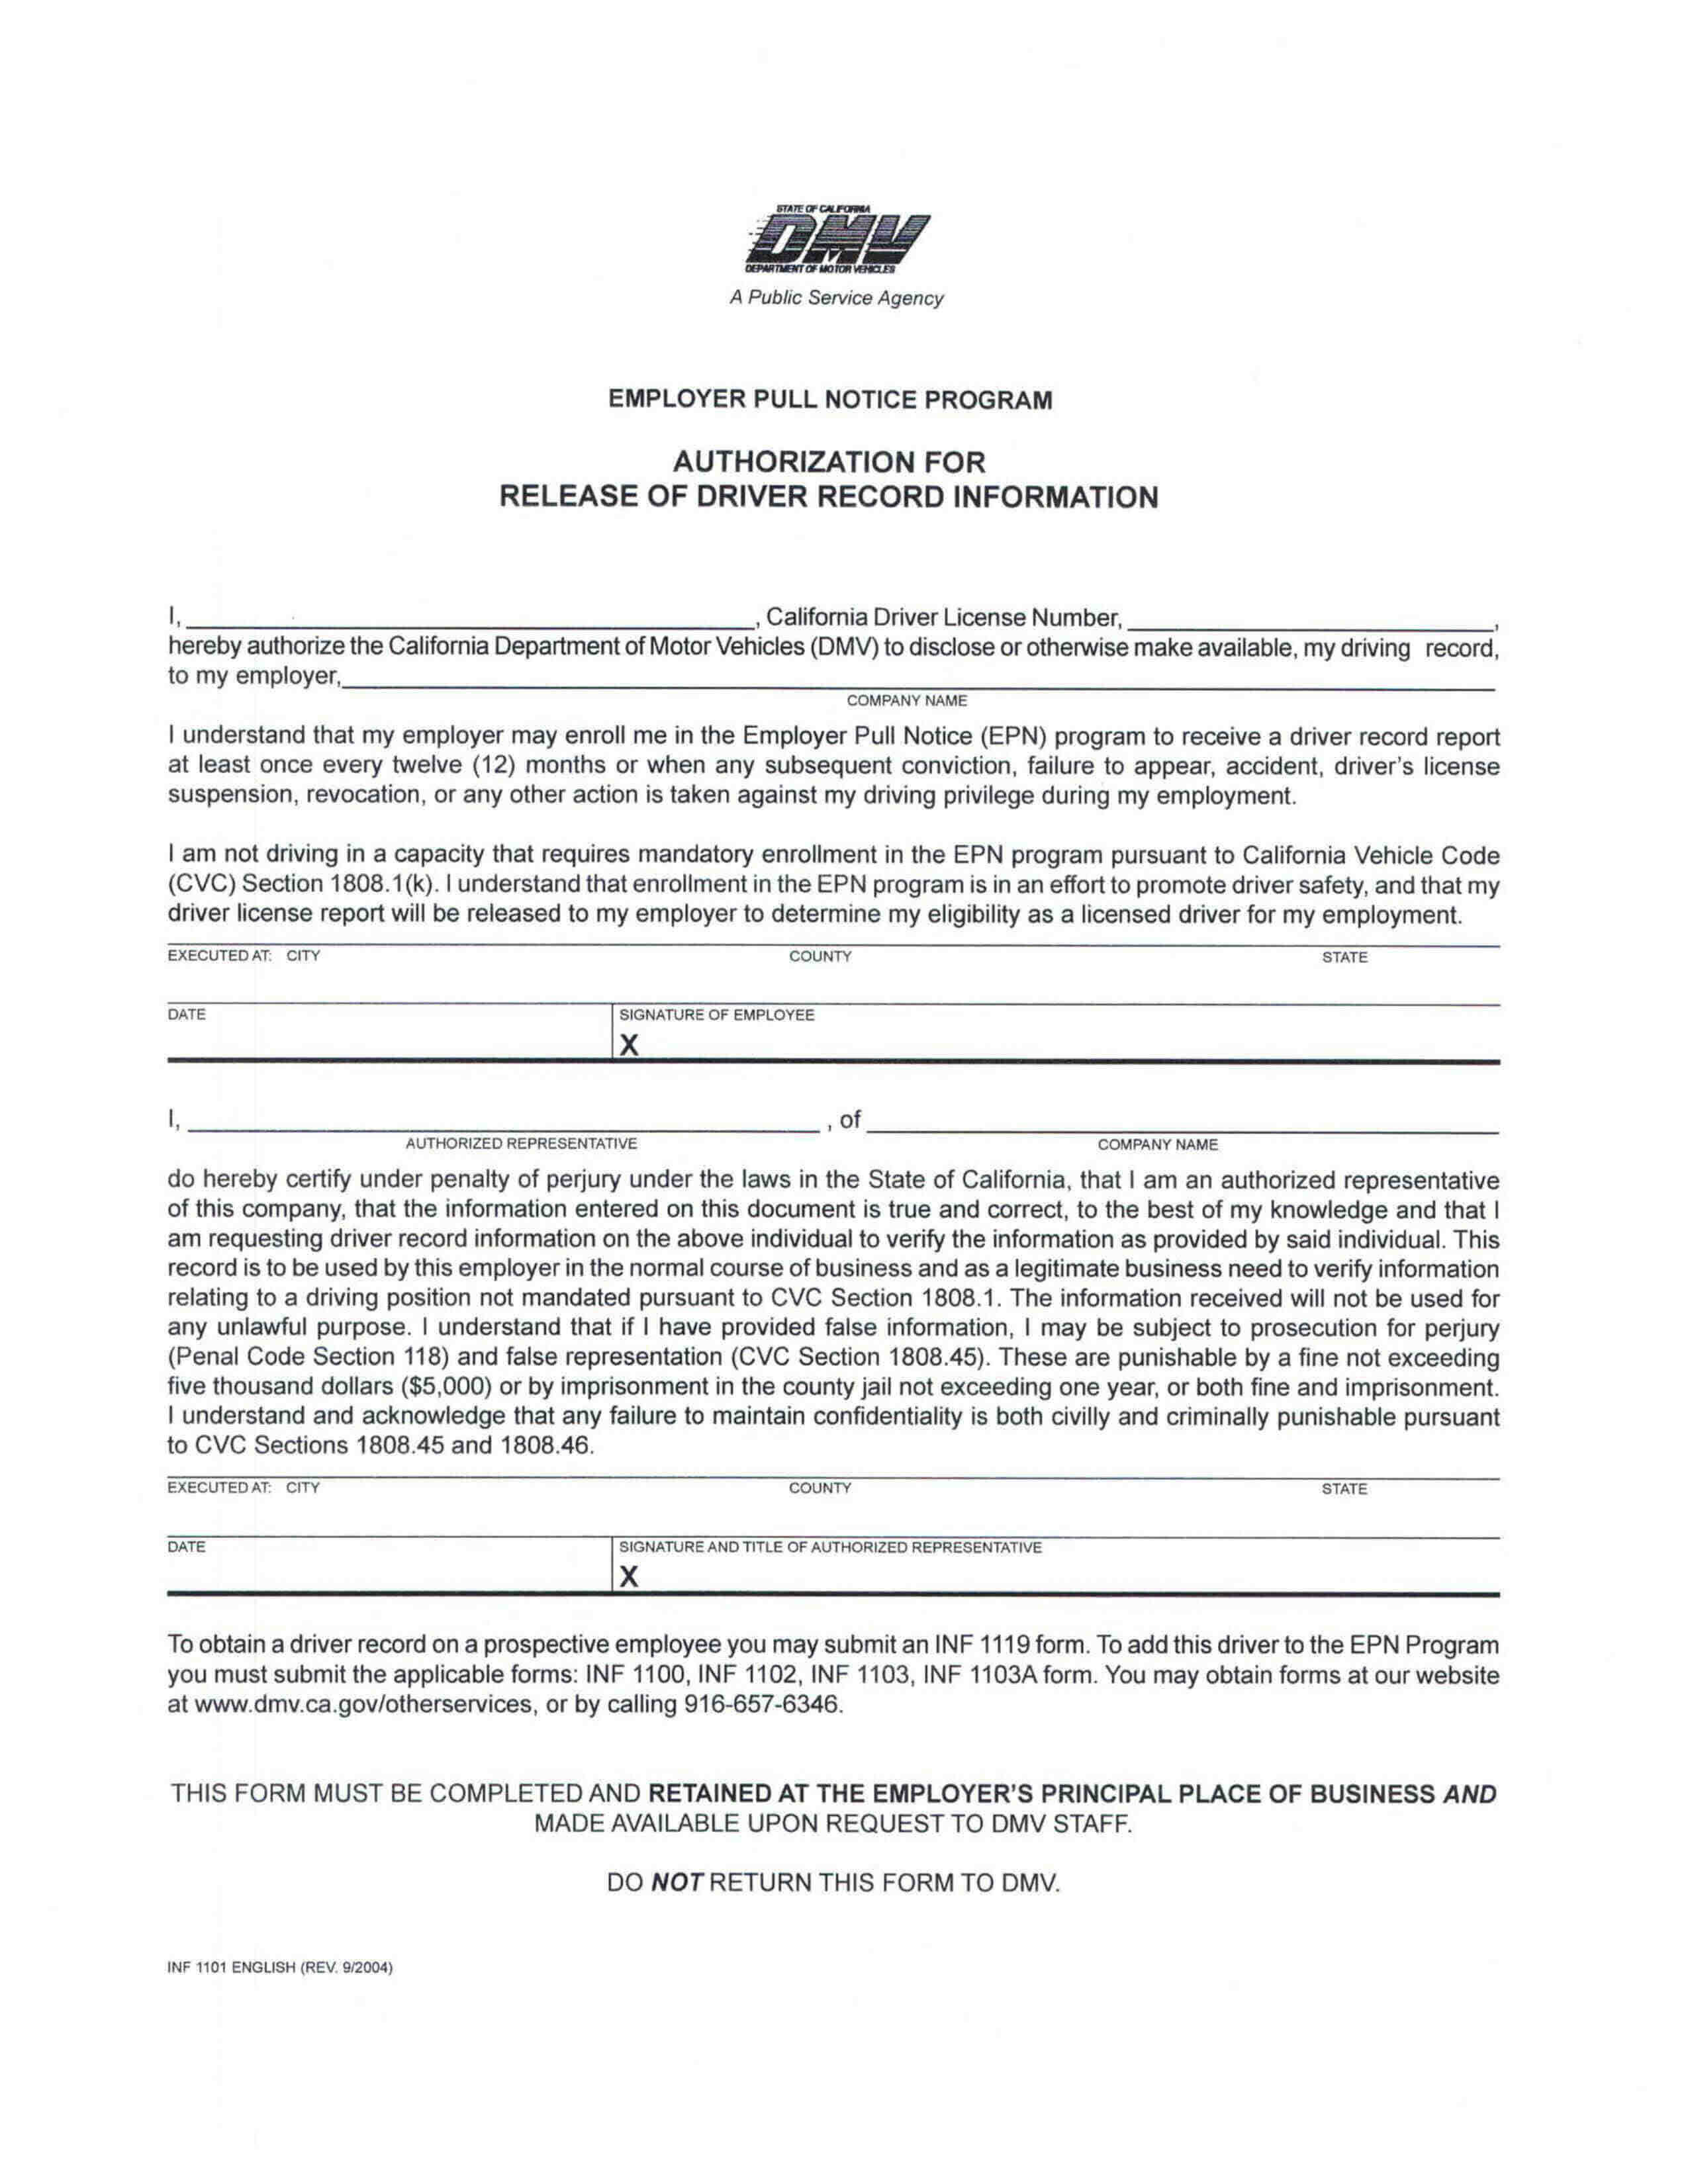 STATE OF CALIFORNIA
DMV
DEPARTMENT OF MOTOR VEHICLES
A Public Service Agency
EMPLOYER PULL NOTICE PROGRAM
AUTHORIZATION FOR
RELEASE OF DRIVER RECORD INFORMATION
I, ________________, California Driver License Number, ________________,
hereby authorize the California Department of Motor Vehicles (DMV) to disclose or otherwise make available, my driving record,
to my employer, ________________
COMPANY NAME
I understand that my employer may enroll me in the Employer Pull Notice (EPN) program to receive a driver record report
at least once every twelve (12) months or when any subsequent conviction, failure to appear, accident, driver's license
suspension, revocation, or any other action is taken against my driving privilege during my employment.
I am not driving in a capacity that requires mandatory enrollment in the EPN program pursuant to California Vehicle Code
(CVC) Section 1808.1(k). I understand that enrollment in the EPN program is in an effort to promote driver safety, and that my
driver license report will be released to my employer to determine my eligibility as a licensed driver for my employment.
EXECUTED AT: CITY COUNTY STATE
DATE SIGNATURE OF EMPLOYEE
X
I, ________________, of ________________
AUTHORIZED REPRESENTATIVE COMPANY NAME
do hereby certify under penalty of perjury under the laws in the State of California, that I am an authorized representative
of this company, that the information entered on this document is true and correct, to the best of my knowledge and that I
am requesting driver record information on the above individual to verify the information as provided by said individual. This
record is to be used by this employer in the normal course of business and as a legitimate business need to verify information
relating to a driving position not mandated pursuant to CVC Section 1808.1. The information received will not be used for
any unlawful purpose. I understand that if I have provided false information, I may be subject to prosecution for perjury
(Penal Code Section 118) and false representation (CVC Section 1808.45). These are punishable by a fine not exceeding
five thousand dollars ($5,000) or by imprisonment in the county jail not exceeding one year, or both fine and imprisonment.
I understand and acknowledge that any failure to maintain confidentiality is both civilly and criminally punishable pursuant
to CVC Sections 1808.45 and 1808.46.
EXECUTED AT: CITY COUNTY STATE
DATE SIGNATURE AND TITLE OF AUTHORIZED REPRESENTATIVE
X
To obtain a driver record on a prospective employee you may submit an INF 1119 form. To add this driver to the EPN Program
you must submit the applicable forms: INF 1100, INF 1102, INF 1103, INF 1103A form. You may obtain forms at our website
at www.dmv.ca.gov/otherservices, or by calling 916-657-6346.
THIS FORM MUST BE COMPLETED AND RETAINED AT THE EMPLOYER'S PRINCIPAL PLACE OF BUSINESS AND
MADE AVAILABLE UPON REQUEST TO DMV STAFF.
DO NOT RETURN THIS FORM TO DMV.
INF 1101 ENGLISH (REV. 9/2004)